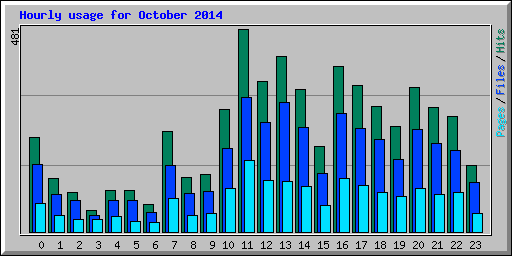 Hourly usage for October 2014
481
Pages/Files/Hits
0 1 2 3 4 5 6 7 8 9 10 11 12 13 14 15 16 17 18 19 20 21 22 23